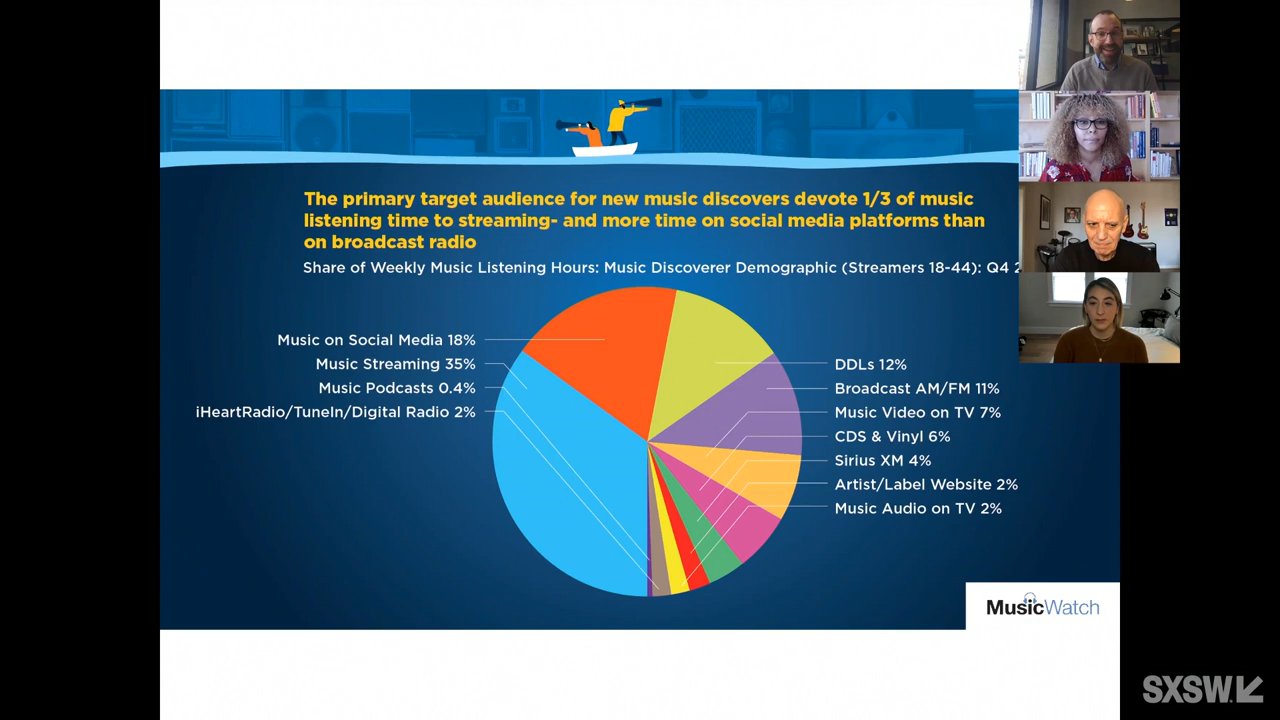 The primary target audience for new music discovers devote 1/3 of music
listening time to streaming- and more time on social media platforms than
on broadcast radio
Share of Weekly Music Listening Hours: Music Discoverer Demographic (Streamers 18-44): Q4 2
Music on Social Media 18%
Music Streaming 35%
Music Podcasts 0.4%
iHeartRadio/TuneIn/Digital Radio 2%
DDLs 12%
Broadcast AM/FM 11%
Music Video on TV 7%
CDS & Vinyl 6%
Sirius XM 4%
Artist/Label Website 2%
Music Audio on TV 2%
MusicWatch
SXSW